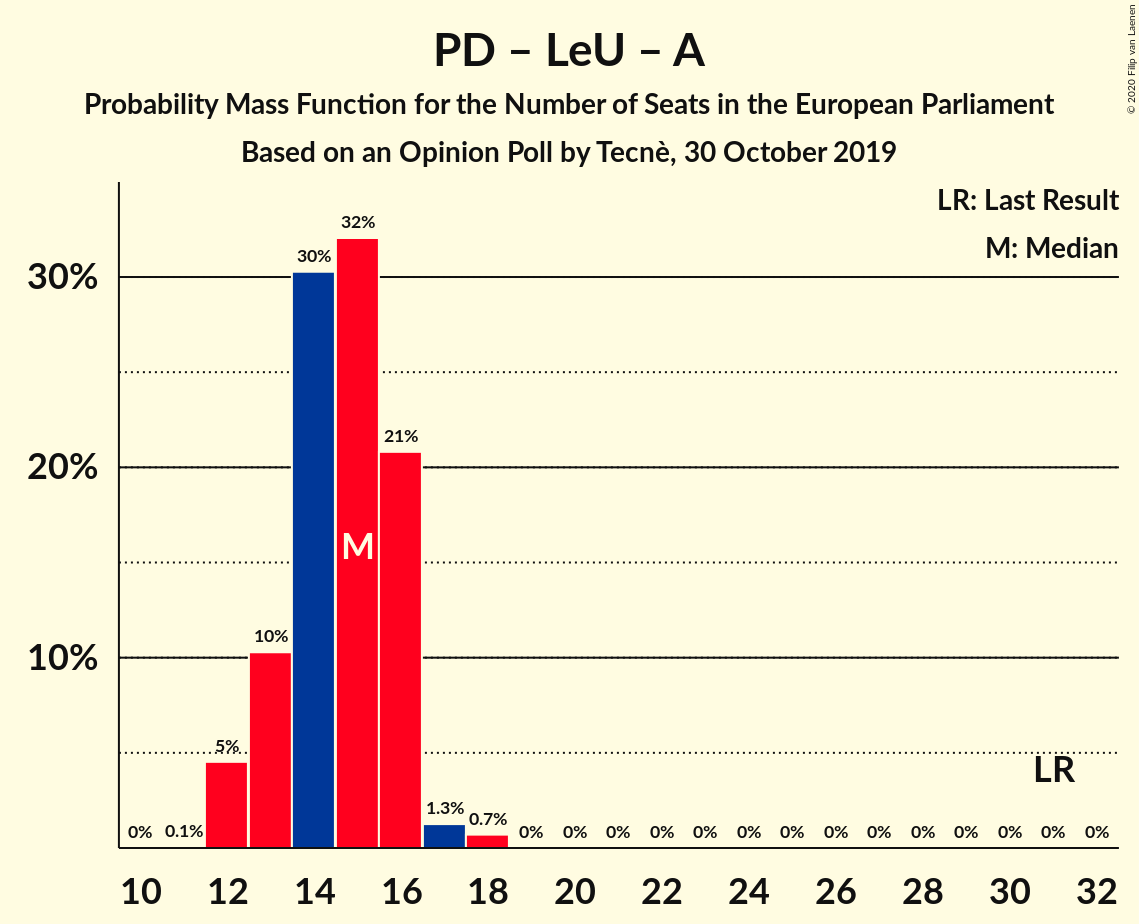 PD – LeU – A
Probability Mass Function for the Number of Seats in the European Parliament
Based on an Opinion Poll by Tecnè, 30 October 2019
© 2020 Filip van Laenen
LR: Last Result
M: Median
30%
20%
10%
0%
0.1%
5%
10%
30%
32%
21%
1.3%
0.7%
0%
0%
0%
0%
0%
0%
0%
0%
0%
0%
0%
0%
0%
0%
M
LR
10 12 14 16 18 20 22 24 26 28 30 32